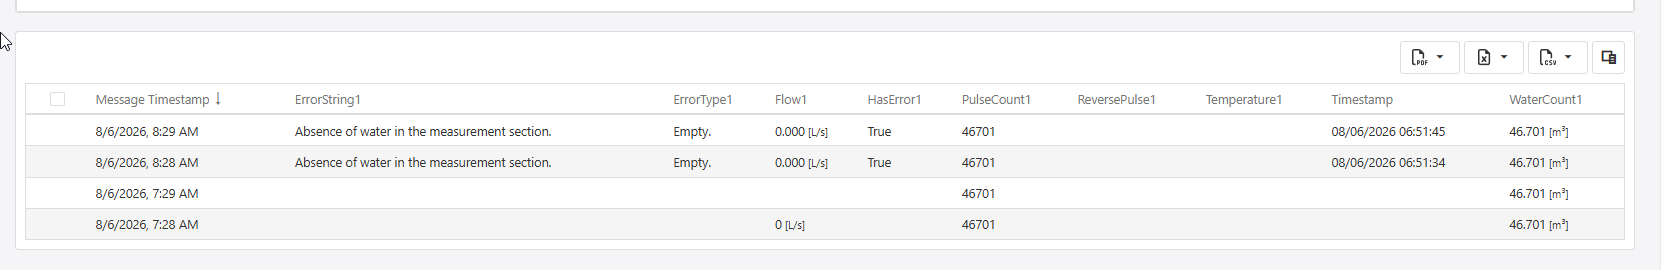 PDF X CSV
Message Timestamp ↓ ErrorString1 ErrorType1 Flow1 HasError1 PulseCount1 ReversePulse1 Temperature1 Timestamp WaterCount1
8/6/2026, 8:29 AM Absence of water in the measurement section. Empty. 0.000 [L/s] True 46701 08/06/2026 06:51:45 46.701 [m³]
8/6/2026, 8:28 AM Absence of water in the measurement section. Empty. 0.000 [L/s] True 46701 08/06/2026 06:51:34 46.701 [m³]
8/6/2026, 7:29 AM 46701 46.701 [m³]
8/6/2026, 7:28 AM 0 [L/s] 46701 46.701 [m³]